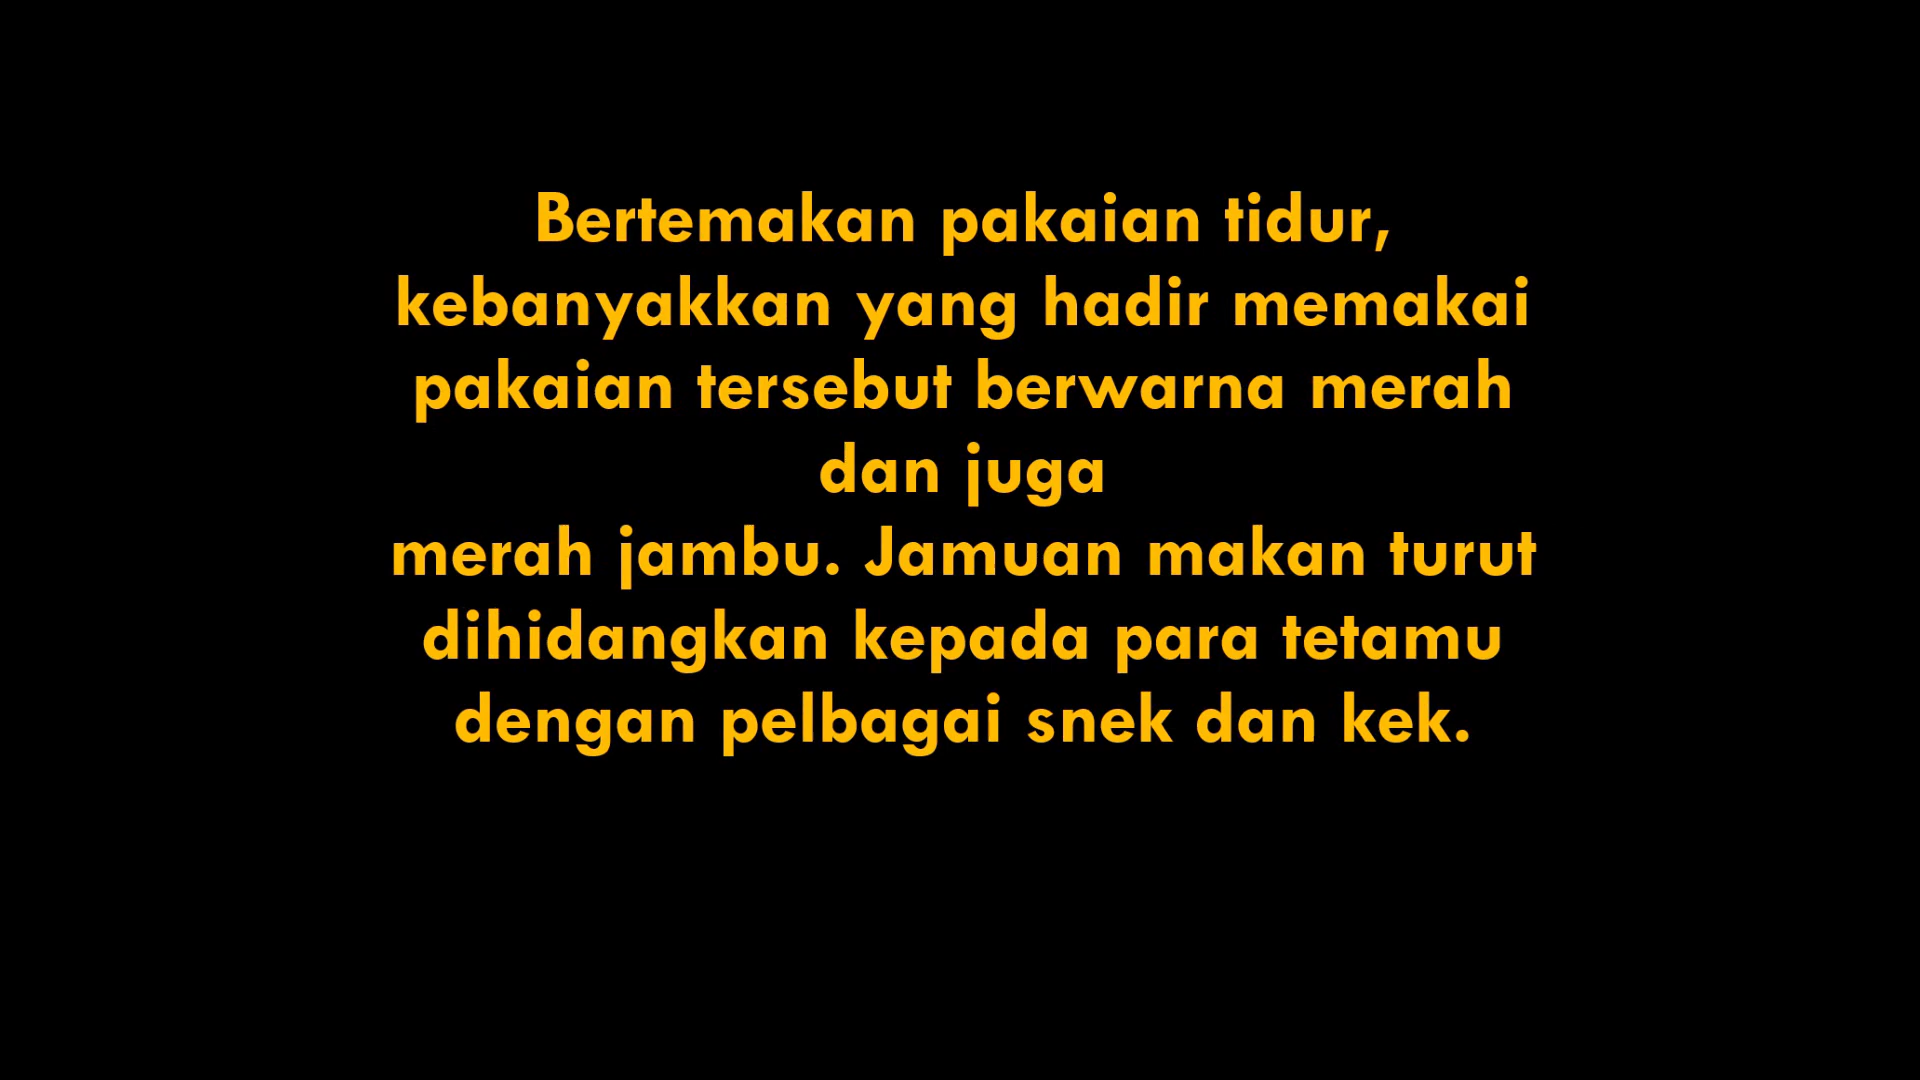 Bertemakan pakaian tidur,
kebanyakkan yang hadir memakai
pakaian tersebut berwarna merah
dan juga
merah jambu. Jamuan makan turut
dihidangkan kepada para tetamu
dengan pelbagai snek dan kek.